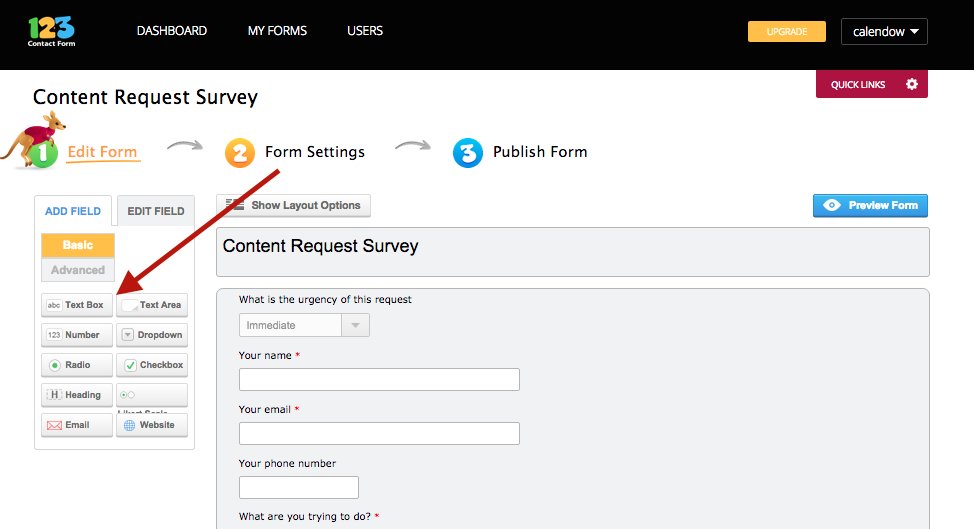 123
Contact Form
DASHBOARD MY FORMS USERS UPGRADE calendow
QUICK LINKS
Content Request Survey
1 Edit Form 2 Form Settings 3 Publish Form
ADD FIELD EDIT FIELD
Show Layout Options Preview Form
Basic
Advanced
Content Request Survey
abc Text Box Text Area
123 Number Dropdown
Radio Checkbox
H Heading
Likert Scale
Email Website
What is the urgency of this request
Immediate
Your name *
Your email *
Your phone number
What are you trying to do? *